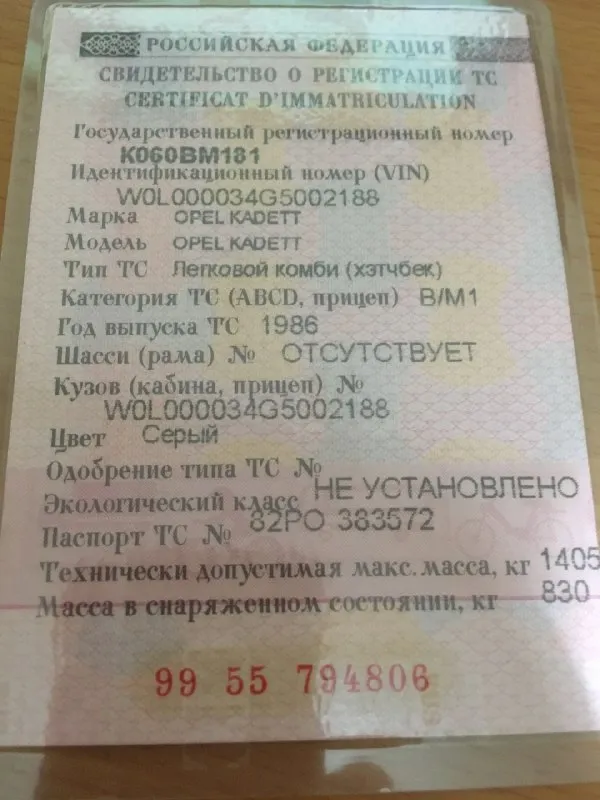 РОССИЙСКАЯ ФЕДЕРАЦИЯ
СВИДЕТЕЛЬСТВО О РЕГИСТРАЦИИ ТС
CERTIFICAT D'IMMATRICULATION
Государственный регистрационный номер
К060ВМ181
Идентификационный номер (VIN)
W0L000034G5002188
Марка OPEL KADETT
Модель OPEL KADETT
Тип ТС Легковой комби (хэтчбек)
Категория ТС (ABCD, прицеп) B/M1
Год выпуска ТС 1986
Шасси (рама) № ОТСУТСТВУЕТ
Кузов (кабина, прицеп) №
W0L000034G5002188
Цвет Серый
Одобрение типа ТС №
Экологический класс НЕ УСТАНОВЛЕНО
Паспорт ТС № 82РО 383572
Технически допустимая макс. масса, кг 1405
Масса в снаряженном состоянии, кг 830
99 55 794806